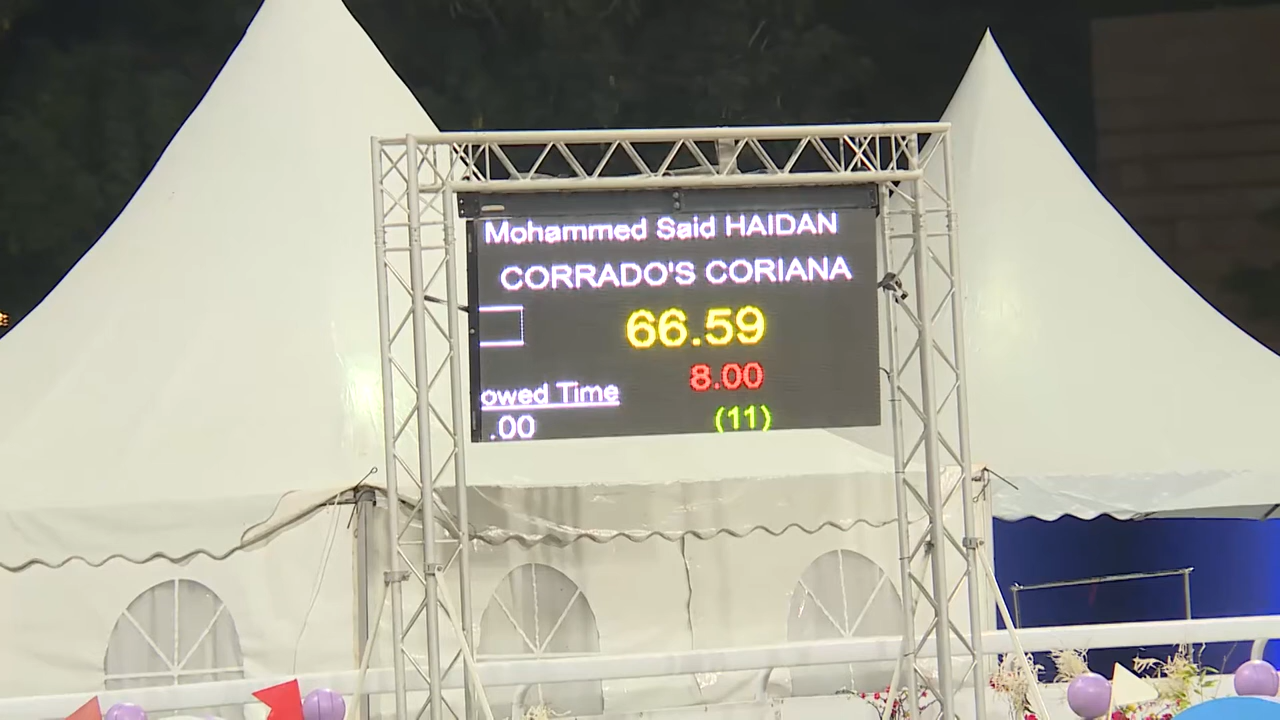 Mohammed Said HAIDAN
CORRADO'S CORIANA
66.59
8.00
owed Time
.00
(11)